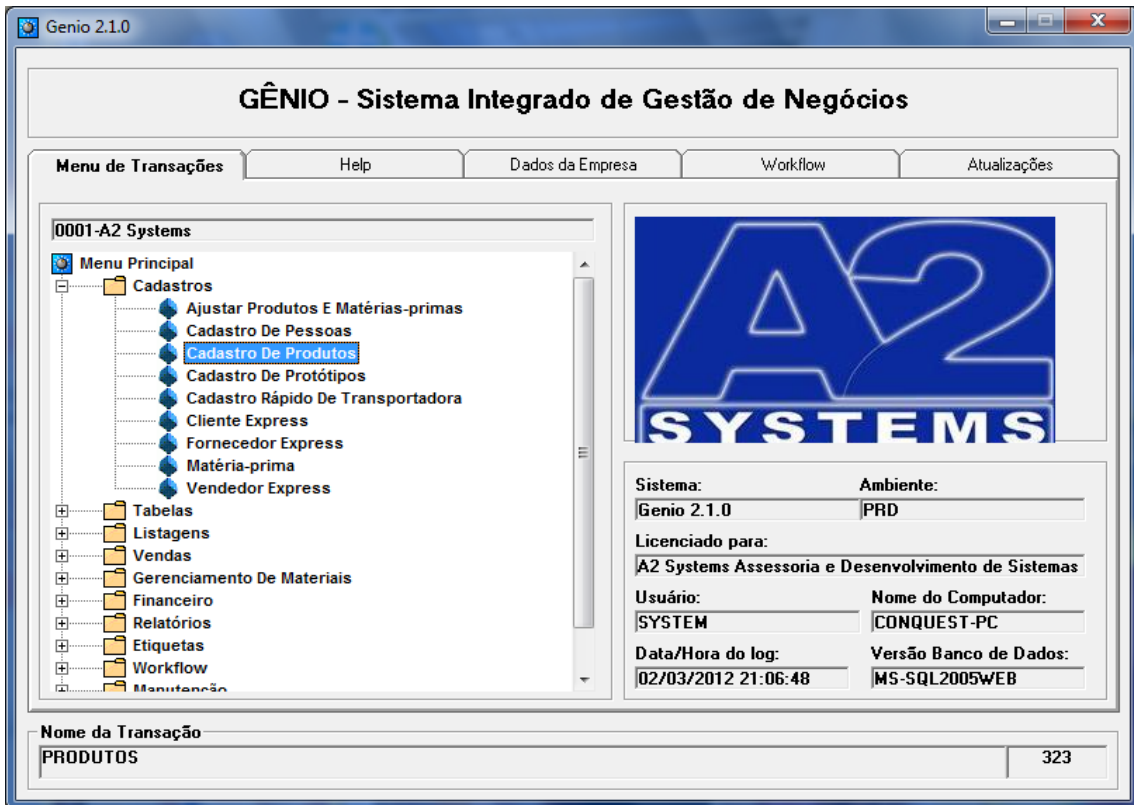 Genio 2.1.0
GÊNIO - Sistema Integrado de Gestão de Negócios
Menu de Transações
Help
Dados da Empresa
Workflow
Atualizações
0001-A2 Systems
Menu Principal
Cadastros
Ajustar Produtos E Matérias-primas
Cadastro De Pessoas
Cadastro De Produtos
Cadastro De Protótipos
Cadastro Rápido De Transportadora
Cliente Express
Fornecedor Express
Matéria-prima
Vendedor Express
Tabelas
Listagens
Vendas
Gerenciamento De Materiais
Financeiro
Relatórios
Etiquetas
Workflow
Manutenção
A2
SYSTEMS
Sistema: Ambiente:
Genio 2.1.0 PRD
Licenciado para:
A2 Systems Assessoria e Desenvolvimento de Sistemas
Usuário: Nome do Computador:
SYSTEM CONQUEST-PC
Data/Hora do log: Versão Banco de Dados:
02/03/2012 21:06:48 MS-SQL2005WEB
Nome da Transação
PRODUTOS 323